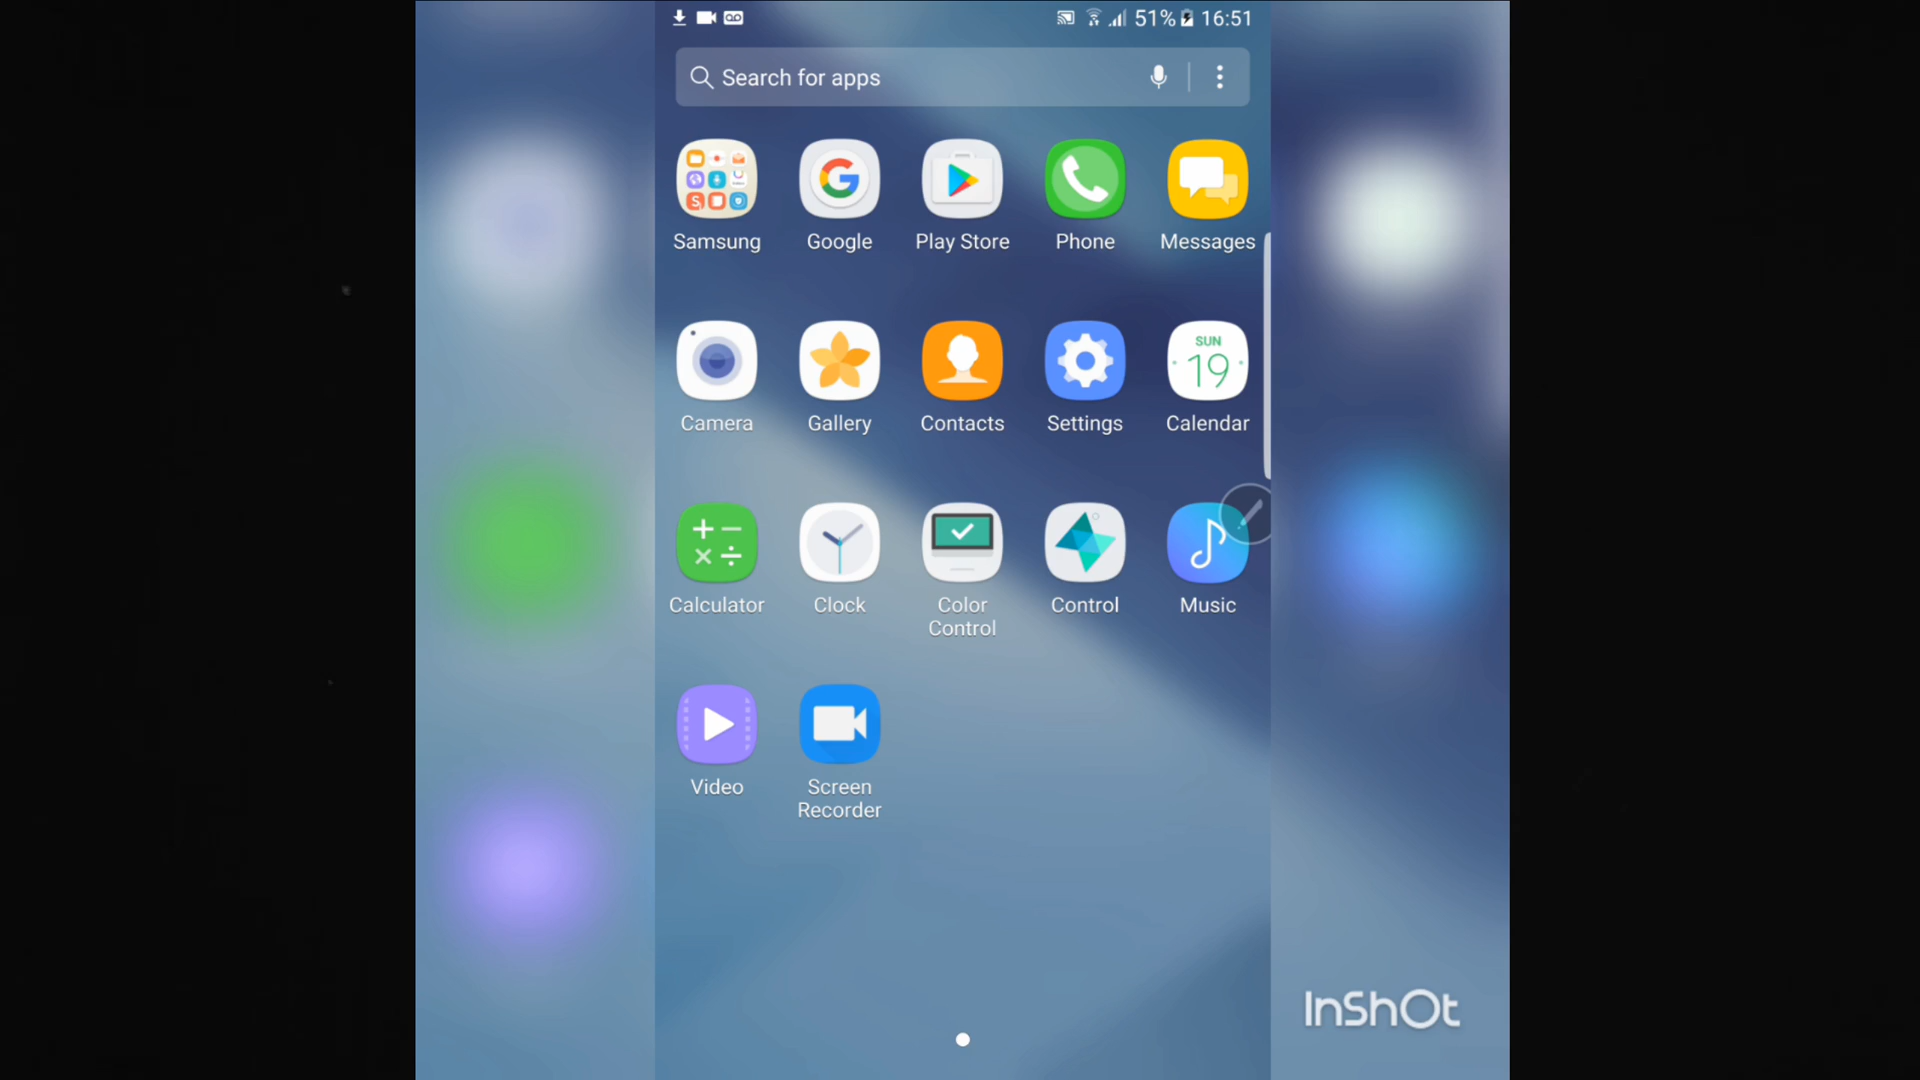 51% 16:51
Search for apps
Samsung Google Play Store Phone Messages
SUN
19
Camera Gallery Contacts Settings Calendar
Calculator Clock Color Control Control Music
Video Screen Recorder
InShOt